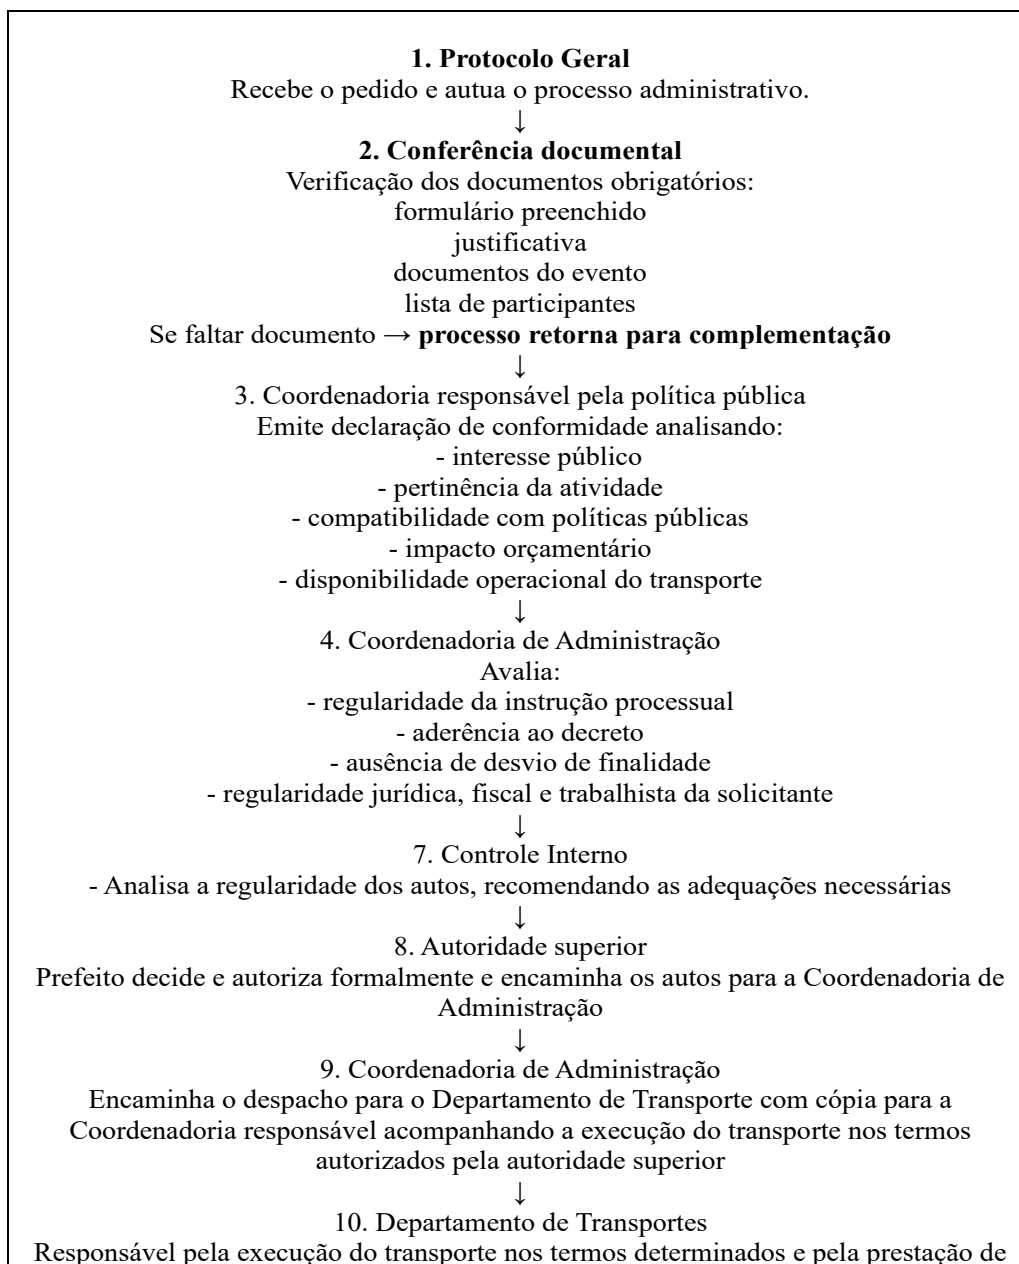 1. Protocolo Geral
Recebe o pedido e autua o processo administrativo.
↓
2. Conferência documental
Verificação dos documentos obrigatórios:
formulário preenchido
justificativa
documentos do evento
lista de participantes
Se faltar documento → processo retorna para complementação
↓
3. Coordenadoria responsável pela política pública
Emite declaração de conformidade analisando:
- interesse público
- pertinência da atividade
- compatibilidade com políticas públicas
- impacto orçamentário
- disponibilidade operacional do transporte
↓
4. Coordenadoria de Administração
Avalia:
- regularidade da instrução processual
- aderência ao decreto
- ausência de desvio de finalidade
- regularidade jurídica, fiscal e trabalhista da solicitante
↓
7. Controle Interno
- Analisa a regularidade dos autos, recomendando as adequações necessárias
↓
8. Autoridade superior
Prefeito decide e autoriza formalmente e encaminha os autos para a Coordenadoria de
Administração
↓
9. Coordenadoria de Administração
Encaminha o despacho para o Departamento de Transporte com cópia para a
Coordenadoria responsável acompanhando a execução do transporte nos termos
autorizados pela autoridade superior
↓
10. Departamento de Transportes
Responsável pela execução do transporte nos termos determinados e pela prestação de